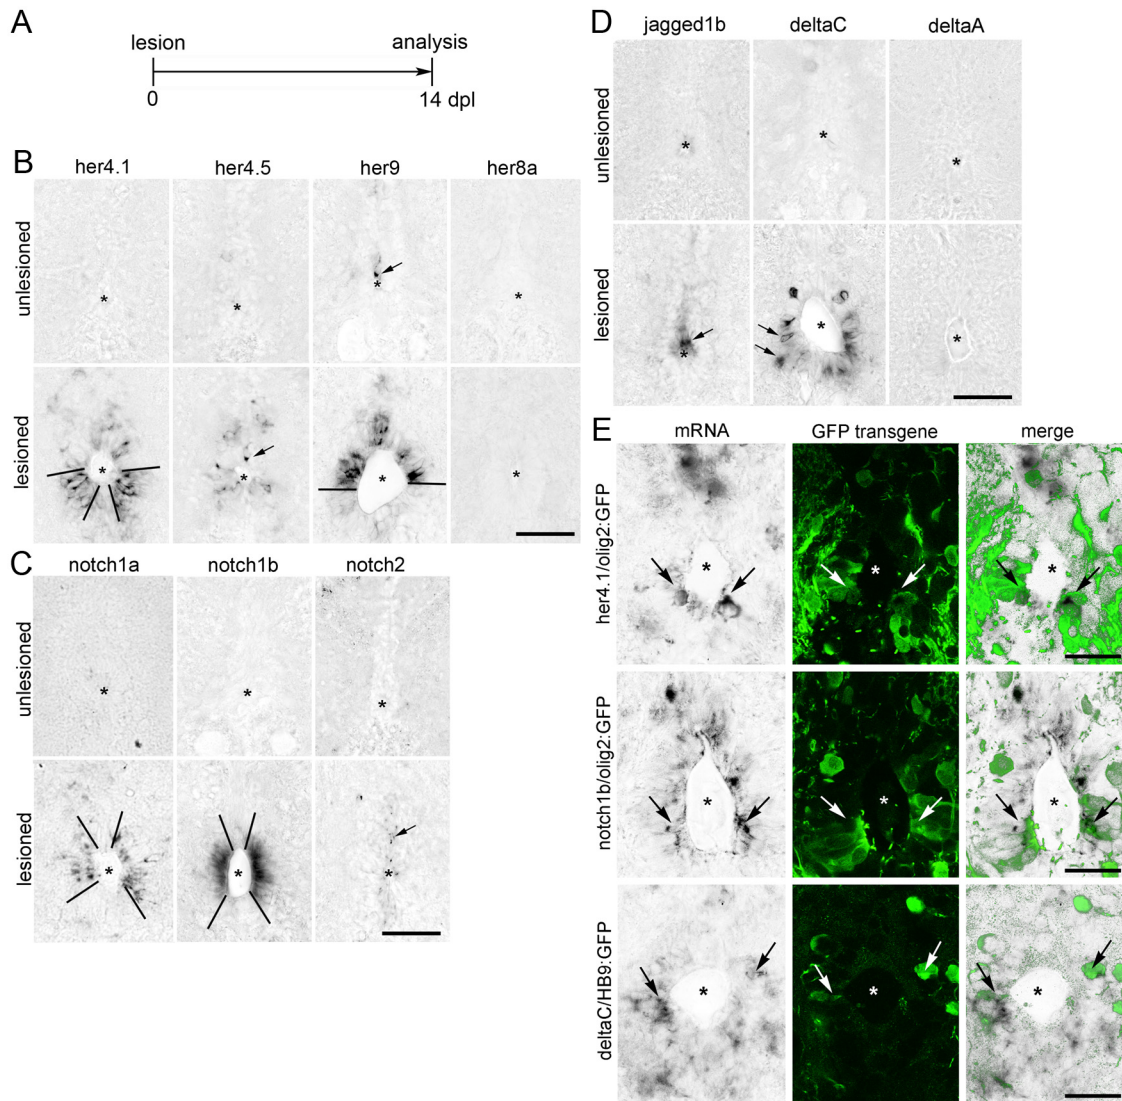 A
lesion analysis
0 14 dpl
B
her4.1 her4.5 her9 her8a
unlesioned
* * * *
lesioned
* * * *
C
notch1a notch1b notch2
unlesioned
* * *
lesioned
* * *
D
jagged1b deltaC deltaA
unlesioned
* * *
lesioned
* * *
E
mRNA GFP transgene merge
her4.1/olig2:GFP
* * *
notch1b/olig2:GFP
* * *
deltaC/HB9:GFP
* * *